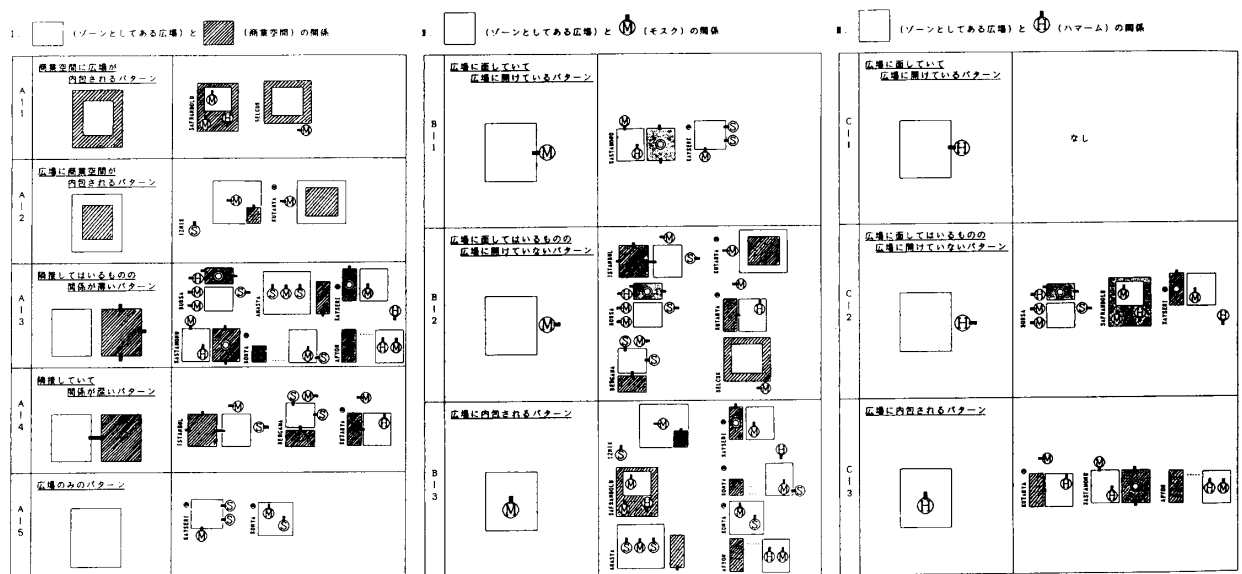 I. (ゾーンとしてある広場) と (商業空間) の関係
A-1
商業空間に広場が
内包されるパターン
SAFRANBOLU
M
M
H
SELCUK
M
A-2
広場に商業空間が
内包されるパターン
IZMIR
S
M
KUTAHYA
M
A-3
隣接してはいるものの
関係が薄いパターン
BURSA
H
M
M
S
S
M
S
KAYSERI
M
H
KASTAMONU
M
H
KONYA
M
S
AFYON
H
M
A-4
隣接していて
関係が深いパターン
ISTANBUL
M
S
BERGAMA
S
M
S
KUTAHYA
M
H
A-5
広場のみのパターン
KAYSERI
S
S
M
KONYA
M
S
II. (ゾーンとしてある広場) と M (モスク) の関係
B-1
広場に面していて
広場に開けているパターン
M
KASTAMONU
M
H
KAYSERI
S
S
M
B-2
広場に面してはいるものの
広場に開けていないパターン
M
ISTANBUL
M
S
KUTAHYA
M
BURSA
H
M
M
S
KUTAHYA
M
H
BERGAMA
S
M
S
SELCUK
M
B-3
広場に内包されるパターン
M
IZMIR
S
M
KAYSERI
M
H
SAFRANBOLU
M
H
KONYA
M
S
KONYA
M
S
S
M
S
AFYON
H
M
III. (ゾーンとしてある広場) と H (ハマーム) の関係
C-1
広場に面していて
広場に開けているパターン
H
なし
C-2
広場に面してはいるものの
広場に開けていないパターン
H
BURSA
H
M
M
S
SAFRANBOLU
M
H
KAYSERI
M
H
C-3
広場に内包されるパターン
H
KUTAHYA
M
H
KASTAMONU
M
H
AFYON
H
M